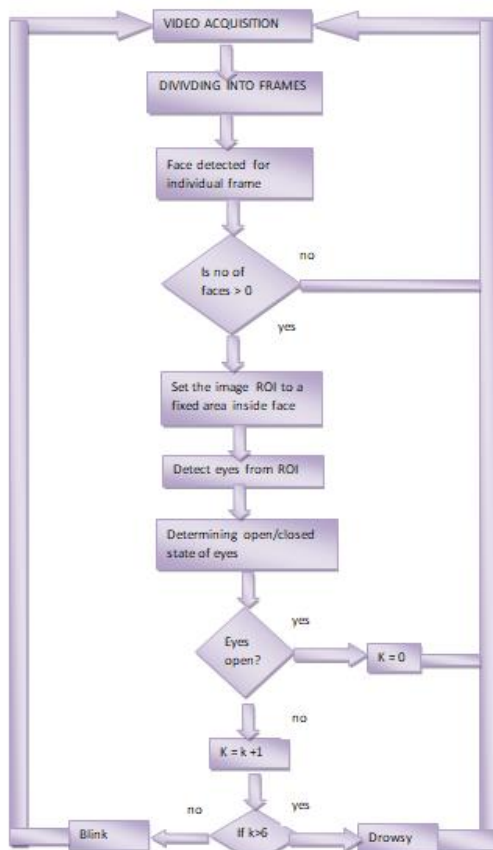 VIDEO ACQUISITION
DIVIVDING INTO FRAMES
Face detected for
individual frame
no
Is no of
faces > 0
yes
Set the image ROI to a
fixed area inside face
Detect eyes from ROI
Determining open/closed
state of eyes
yes
Eyes
open?
K = 0
no
K = k +1
no
yes
Blink
If k>6
Drowsy